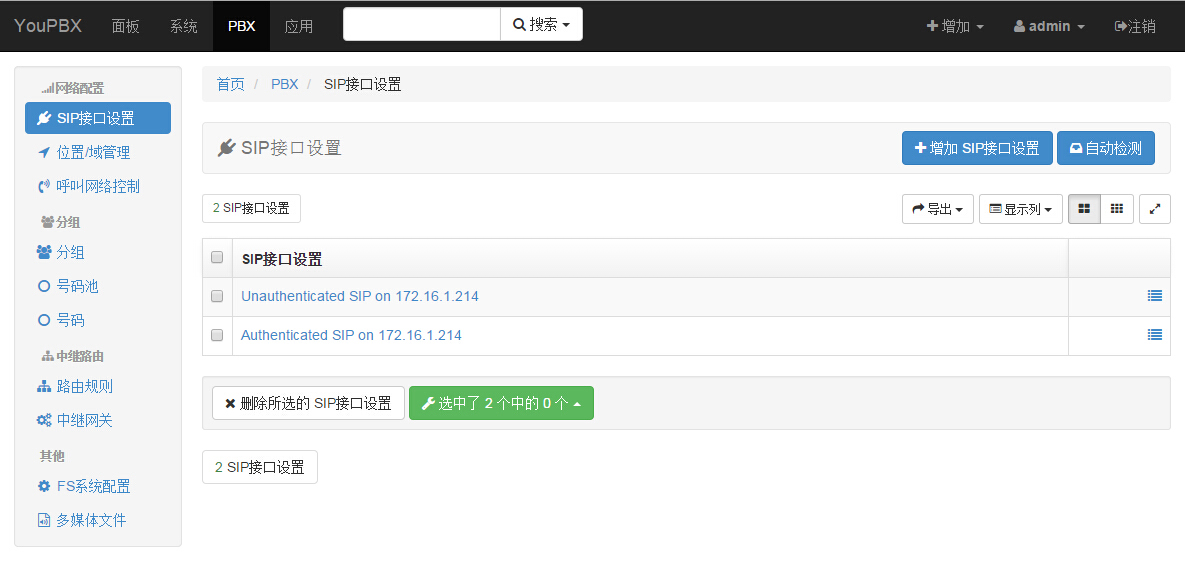 YouPBX 面板 系统 PBX 应用 搜索 增加 admin 注销
网络配置
SIP接口设置
位置/域管理
呼叫网络控制
分组
分组
号码池
号码
中继路由
路由规则
中继网关
其他
FS系统配置
多媒体文件
首页 / PBX / SIP接口设置
SIP接口设置 增加 SIP接口设置 自动检测
2 SIP接口设置 导出 显示列
SIP接口设置
Unauthenticated SIP on 172.16.1.214
Authenticated SIP on 172.16.1.214
删除所选的 SIP接口设置 选中了 2 个中的 0 个
2 SIP接口设置